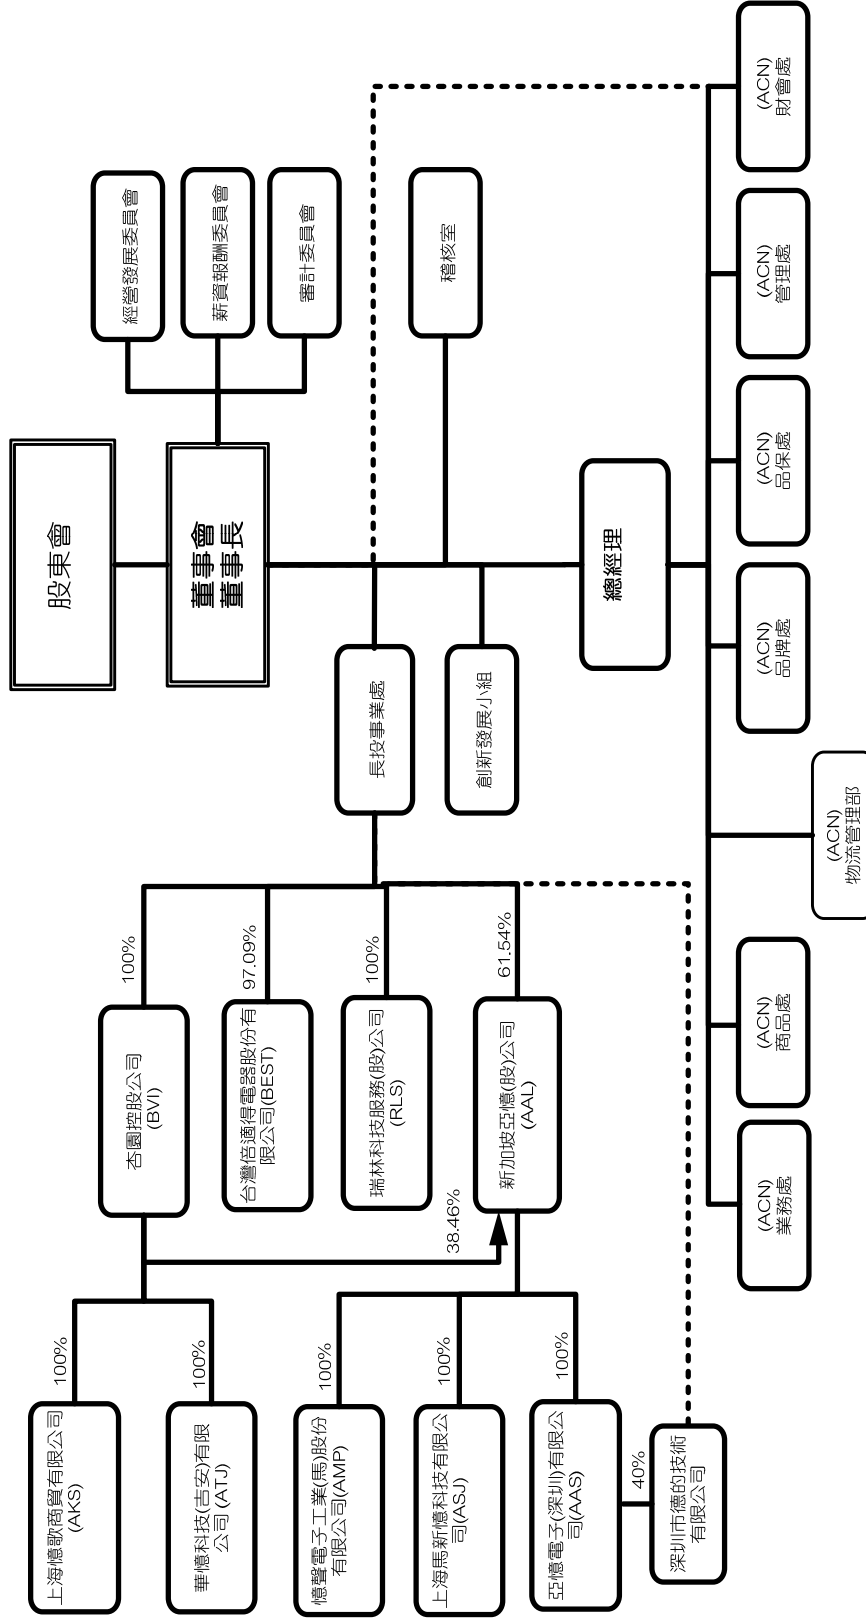 股東會
董事會
董事長
經營發展委員會
薪資報酬委員會
審計委員會
稽核室
長投事業處
創新發展小組
總經理
100%
杏園控股公司
(BVI)
97.09%
台灣倍適得電器股份有
限公司(BEST)
100%
瑞林科技服務(股)公司
(RLS)
61.54%
新加坡亞憶(股)公司
(AAL)
38.46%
100%
上海憶歌商貿有限公司
(AKS)
100%
華憶科技(吉安)有限
公司 (ATJ)
100%
憶聲電子工業(馬)股份
有限公司(AMP)
100%
上海馬新憶科技有限公
司(ASJ)
100%
亞憶電子(深圳)有限公
司(AAS)
40%
深圳市德的技術
有限公司
(ACN)
業務處
(ACN)
商品處
(ACN)
物流管理部
(ACN)
品牌處
(ACN)
品保處
(ACN)
管理處
(ACN)
財會處